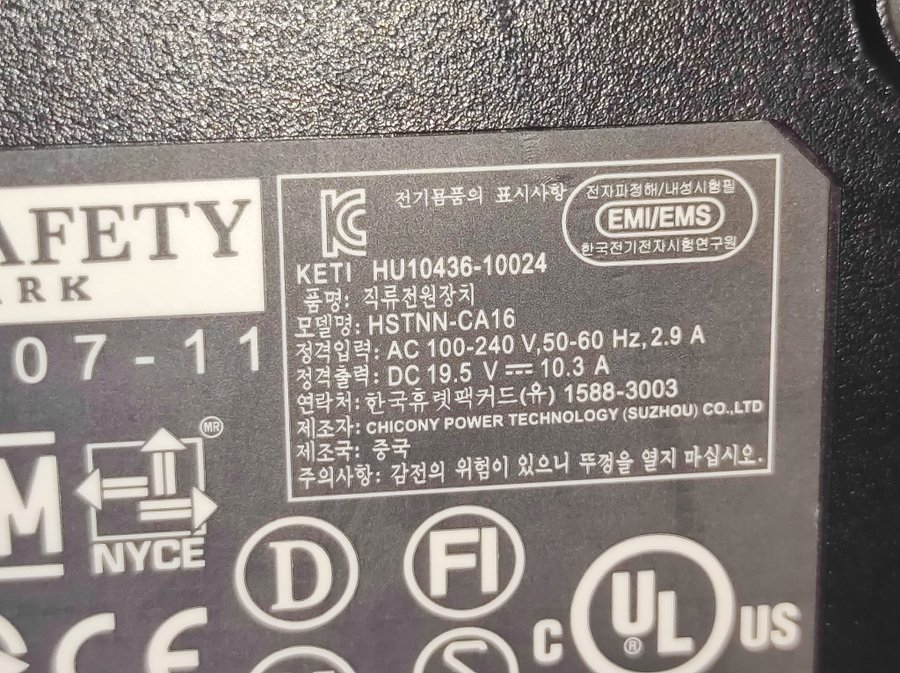 AFETY
ARK
07-11
KC
전기몸품의 표시사항
전자파청해/내성시험필
EMI/EMS
한국전기전자시험연구원
KETI HU10436-10024
품명: 직류전원장치
모델명: HSTNN-CA16
정격입력: AC 100-240 V,50-60 Hz, 2.9 A
정격출력: DC 19.5 V 10.3 A
연락처: 한국휴렛팩커드(유) 1588-3003
제조자: CHICONY POWER TECHNOLOGY (SUZHOU) CO.,LTD
제조국: 중국
주의사항: 감전의 위험이 있으니 뚜껑을 열지 마십시오.
M
MR
NYCE
D
FI
CE
C UL US
®
S